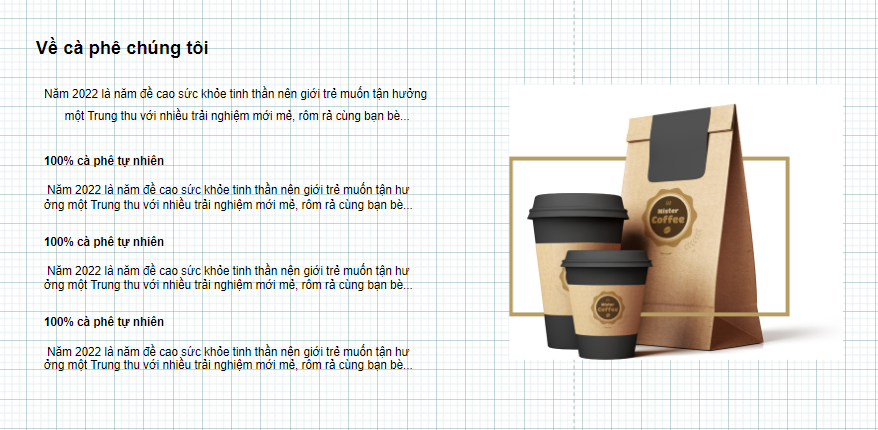 Về cà phê chúng tôi
Năm 2022 là năm đề cao sức khỏe tinh thần nên giới trẻ muốn tận hưởng
một Trung thu với nhiều trải nghiệm mới mẻ, rôm rả cùng bạn bè...
100% cà phê tự nhiên
Năm 2022 là năm đề cao sức khỏe tinh thần nên giới trẻ muốn tận hư
ởng một Trung thu với nhiều trải nghiệm mới mẻ, rôm rả cùng bạn bè...
100% cà phê tự nhiên
Năm 2022 là năm đề cao sức khỏe tinh thần nên giới trẻ muốn tận hư
ởng một Trung thu với nhiều trải nghiệm mới mẻ, rôm rả cùng bạn bè...
100% cà phê tự nhiên
Năm 2022 là năm đề cao sức khỏe tinh thần nên giới trẻ muốn tận hư
ởng một Trung thu với nhiều trải nghiệm mới mẻ, rôm rả cùng bạn bè...
Coffee
Coffee